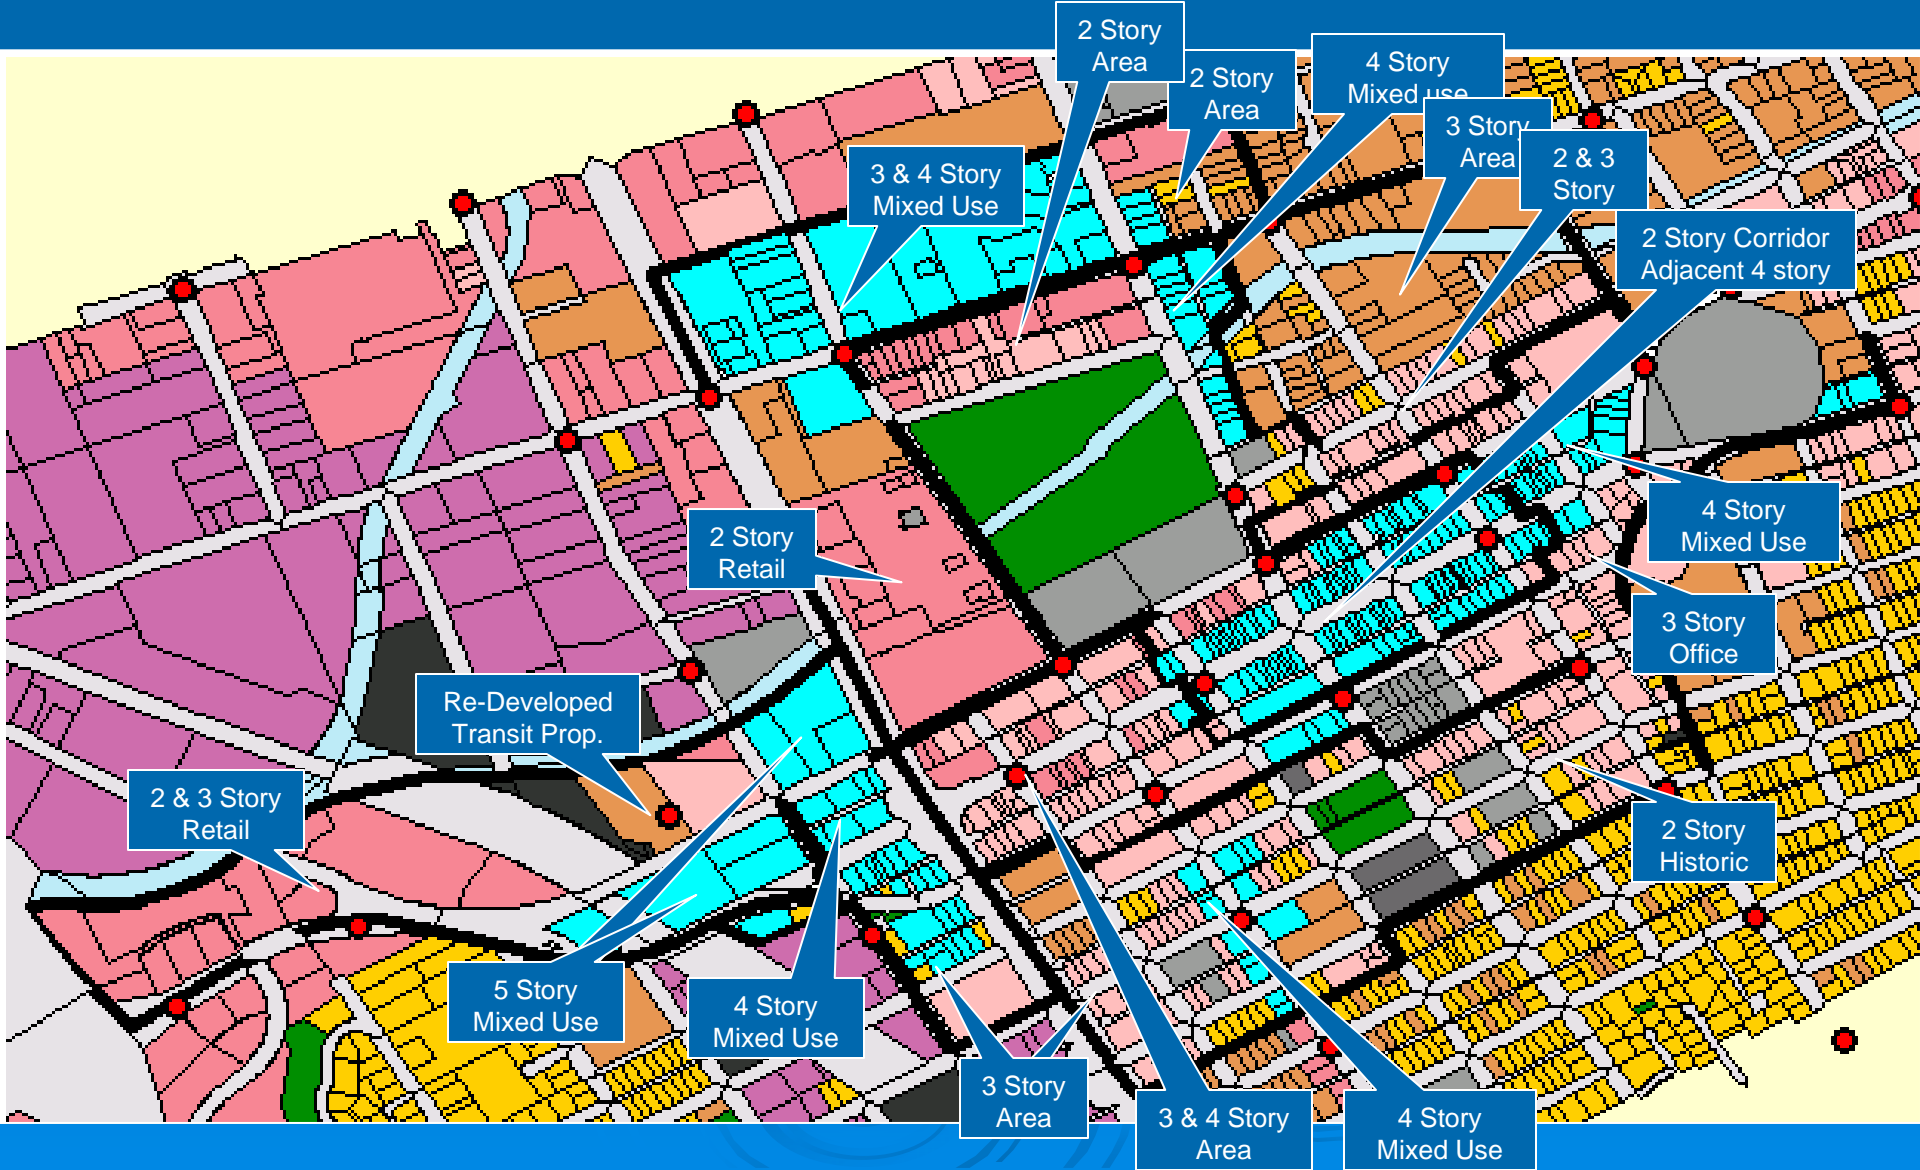 2 Story
Area
2 Story
Area
4 Story
Mixed use
3 Story
Area
2 & 3
Story
3 & 4 Story
Mixed Use
2 Story Corridor
Adjacent 4 story
2 Story
Retail
4 Story
Mixed Use
3 Story
Office
Re-Developed
Transit Prop.
2 & 3 Story
Retail
2 Story
Historic
5 Story
Mixed Use
4 Story
Mixed Use
3 Story
Area
3 & 4 Story
Area
4 Story
Mixed Use